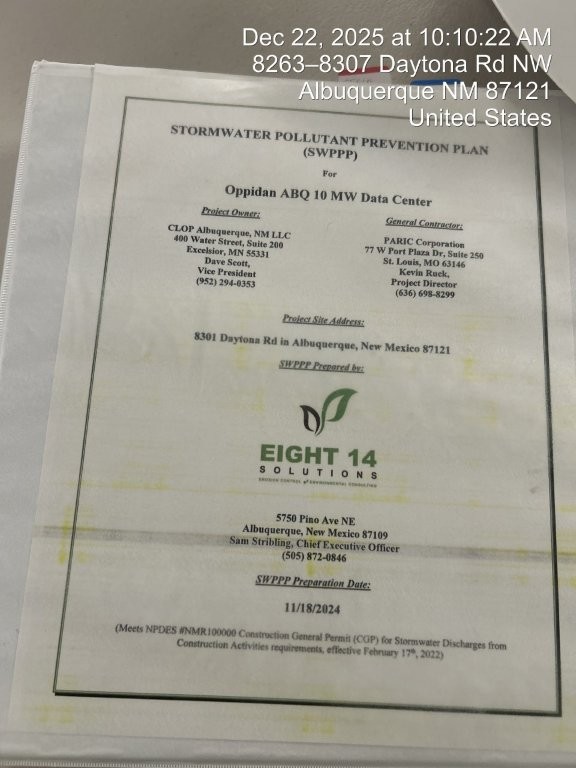 Dec 22, 2025 at 10:10:22 AM
8263–8307 Daytona Rd NW
Albuquerque NM 87121
United States
STORMWATER POLLUTANT PREVENTION PLAN
(SWPPP)
For
Oppidan ABQ 10 MW Data Center
Project Owner:
CLOP Albuquerque, NM LLC
400 Water Street, Suite 200
Excelsior, MN 55331
Dave Scott,
Vice President
(952) 294-0353
General Contractor:
PARIC Corporation
77 W Port Plaza Dr, Suite 250
St. Louis, MO 63146
Kevin Ruck,
Project Director
(636) 698-8299
Project Site Address:
8301 Daytona Rd in Albuquerque, New Mexico 87121
SWPPP Prepared by:
EIGHT 14
SOLUTIONS
EROSION CONTROL & ENVIRONMENTAL CONSULTING
5750 Pino Ave NE
Albuquerque, New Mexico 87109
Sam Stribling, Chief Executive Officer
(505) 872-0846
SWPPP Preparation Date:
11/18/2024
(Meets NPDES #NMR100000 Construction General Permit (CGP) for Stormwater Discharges from
Construction Activities requirements, effective February 17th, 2022)